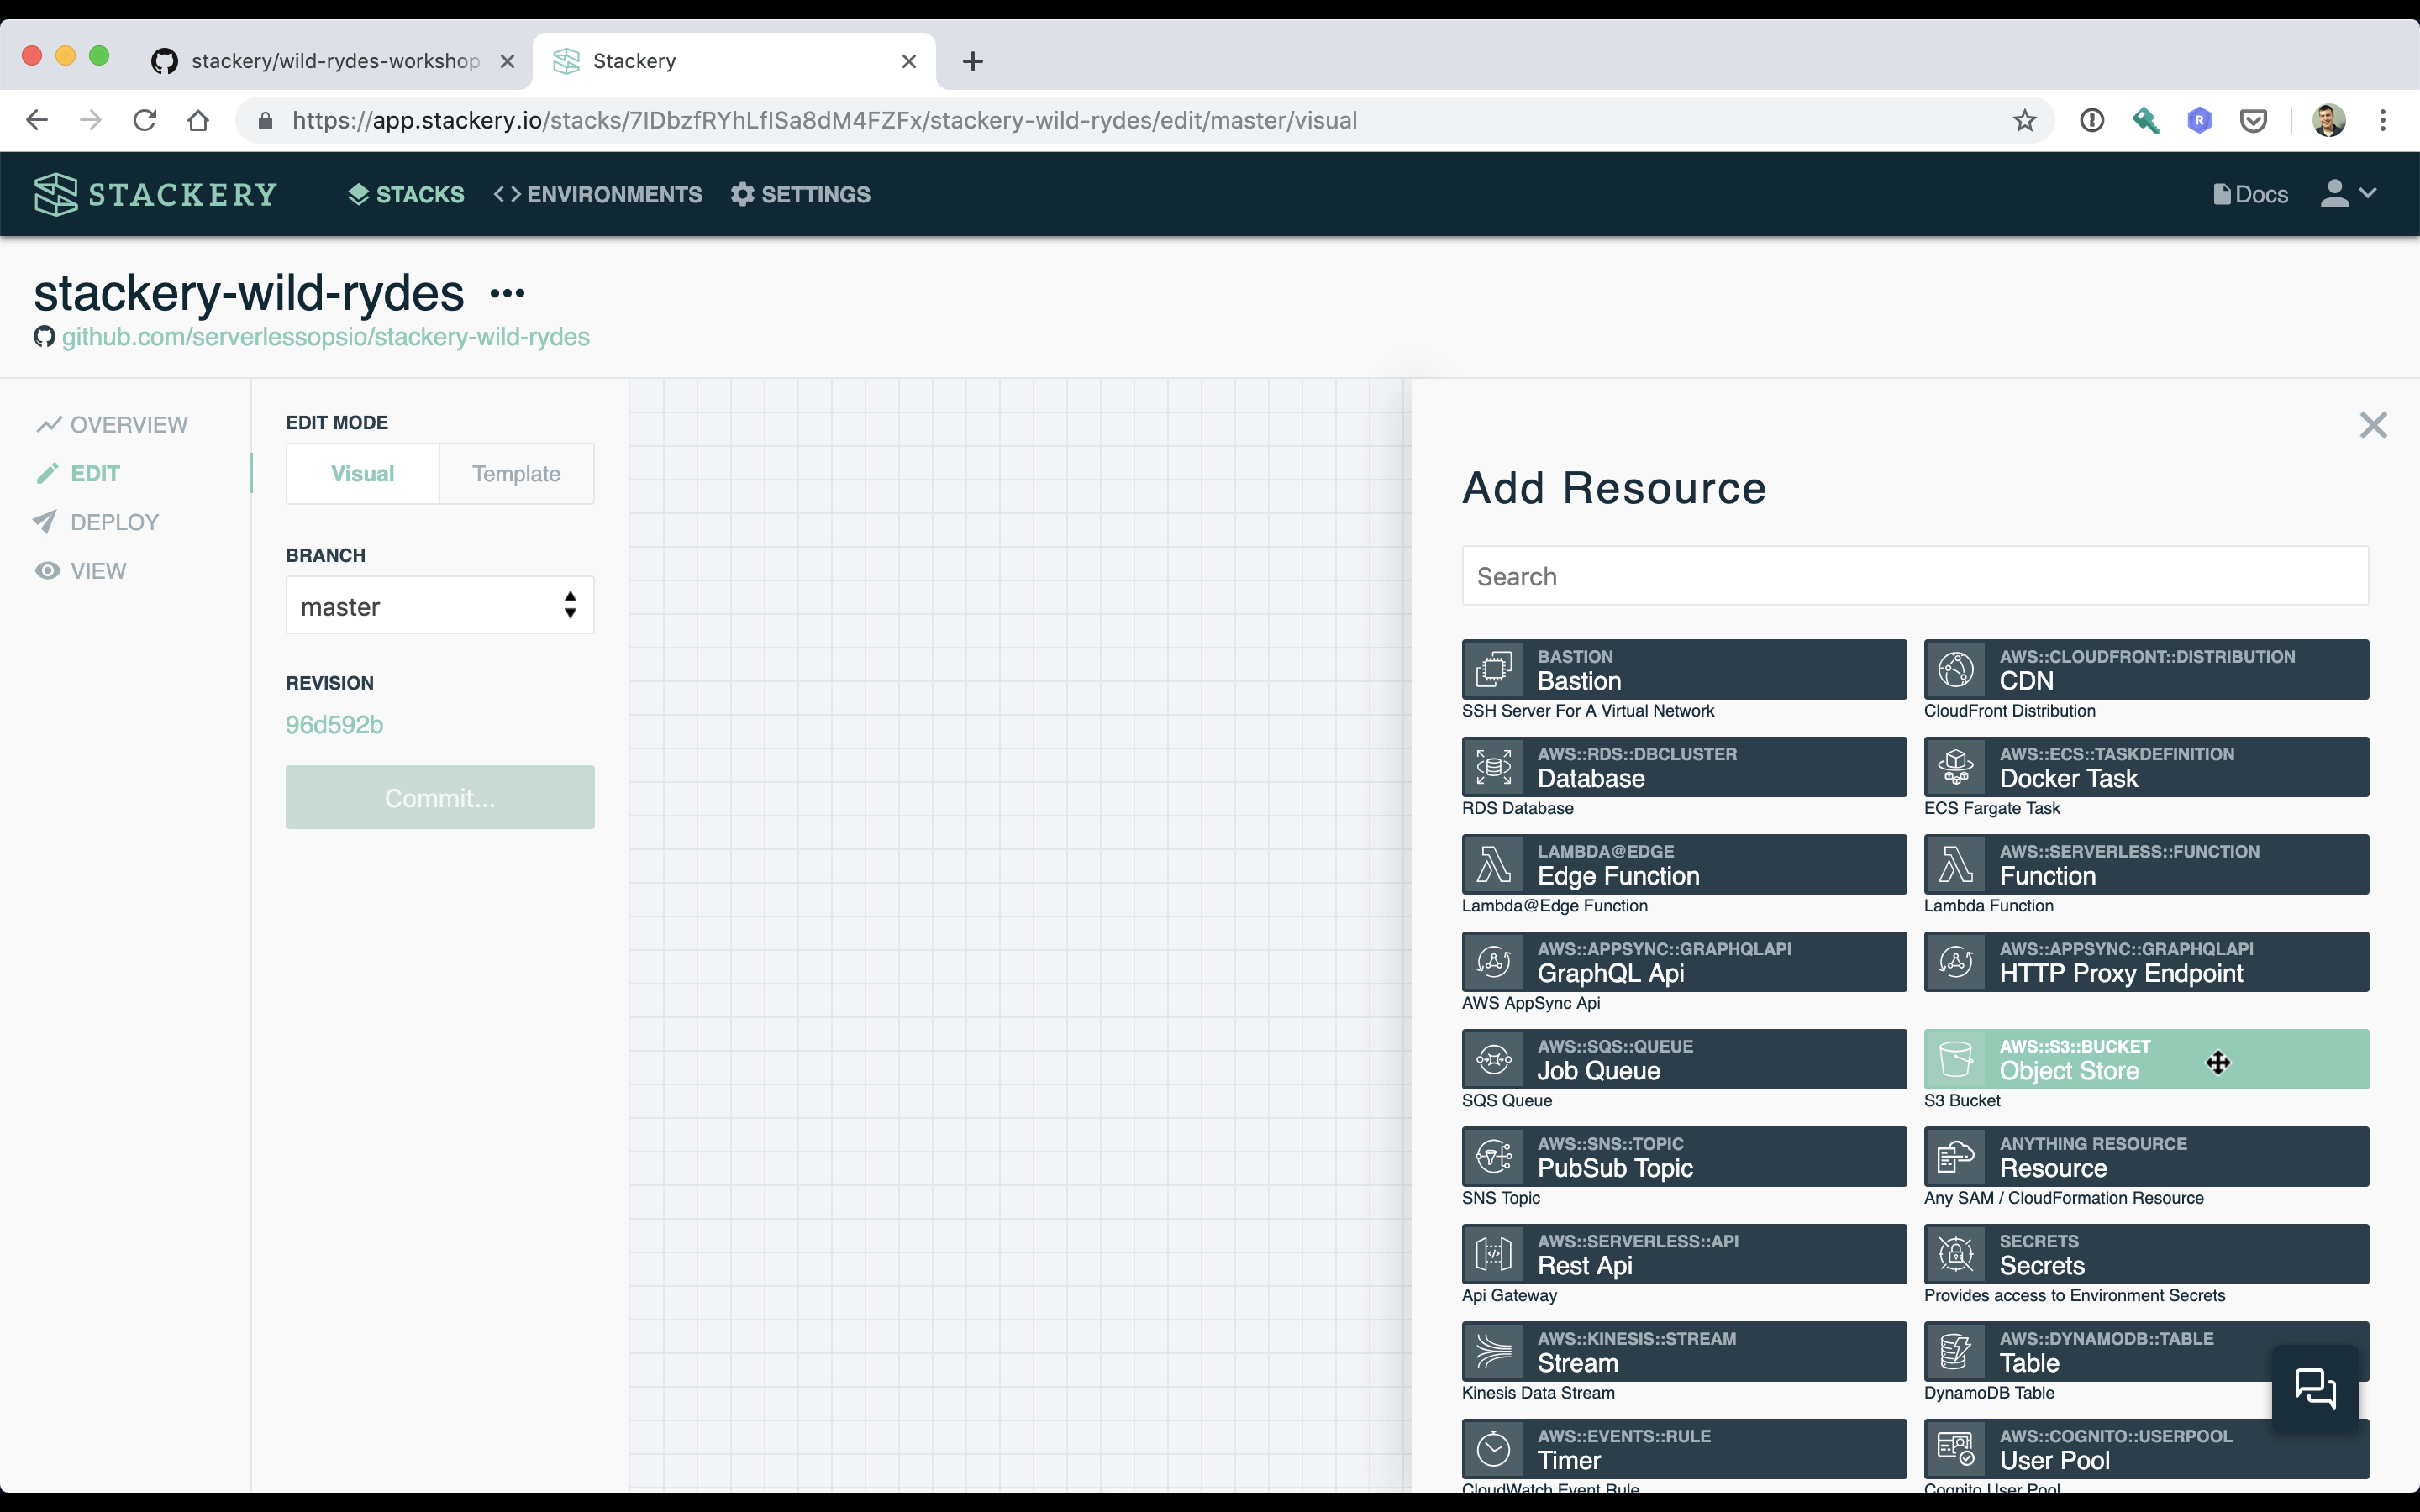 stackery/wild-rydes-workshop
Stackery
https://app.stackery.io/stacks/7IDbzfRYhLfISa8dM4FZFx/stackery-wild-rydes/edit/master/visual
R
STACKERY
STACKS
ENVIRONMENTS
SETTINGS
Docs
stackery-wild-rydes
github.com/serverlessopsio/stackery-wild-rydes
OVERVIEW
EDIT
DEPLOY
VIEW
EDIT MODE
Visual
Template
BRANCH
master
REVISION
96d592b
Commit...
Add Resource
Search
BASTION
Bastion
SSH Server For A Virtual Network
AWS::CLOUDFRONT::DISTRIBUTION
CDN
CloudFront Distribution
AWS::RDS::DBCLUSTER
Database
RDS Database
AWS::ECS::TASKDEFINITION
Docker Task
ECS Fargate Task
LAMBDA@EDGE
Edge Function
Lambda@Edge Function
AWS::SERVERLESS::FUNCTION
Function
Lambda Function
AWS::APPSYNC::GRAPHQLAPI
GraphQL Api
AWS AppSync Api
AWS::APPSYNC::GRAPHQLAPI
HTTP Proxy Endpoint
AWS::SQS::QUEUE
Job Queue
SQS Queue
AWS::S3::BUCKET
Object Store
S3 Bucket
AWS::SNS::TOPIC
PubSub Topic
SNS Topic
ANYTHING RESOURCE
Resource
Any SAM / CloudFormation Resource
AWS::SERVERLESS::API
Rest Api
Api Gateway
SECRETS
Secrets
Provides access to Environment Secrets
AWS::KINESIS::STREAM
Stream
Kinesis Data Stream
AWS::DYNAMODB::TABLE
Table
DynamoDB Table
AWS::EVENTS::RULE
Timer
CloudWatch Event Rule
AWS::COGNITO::USERPOOL
User Pool
Cognito User Pool